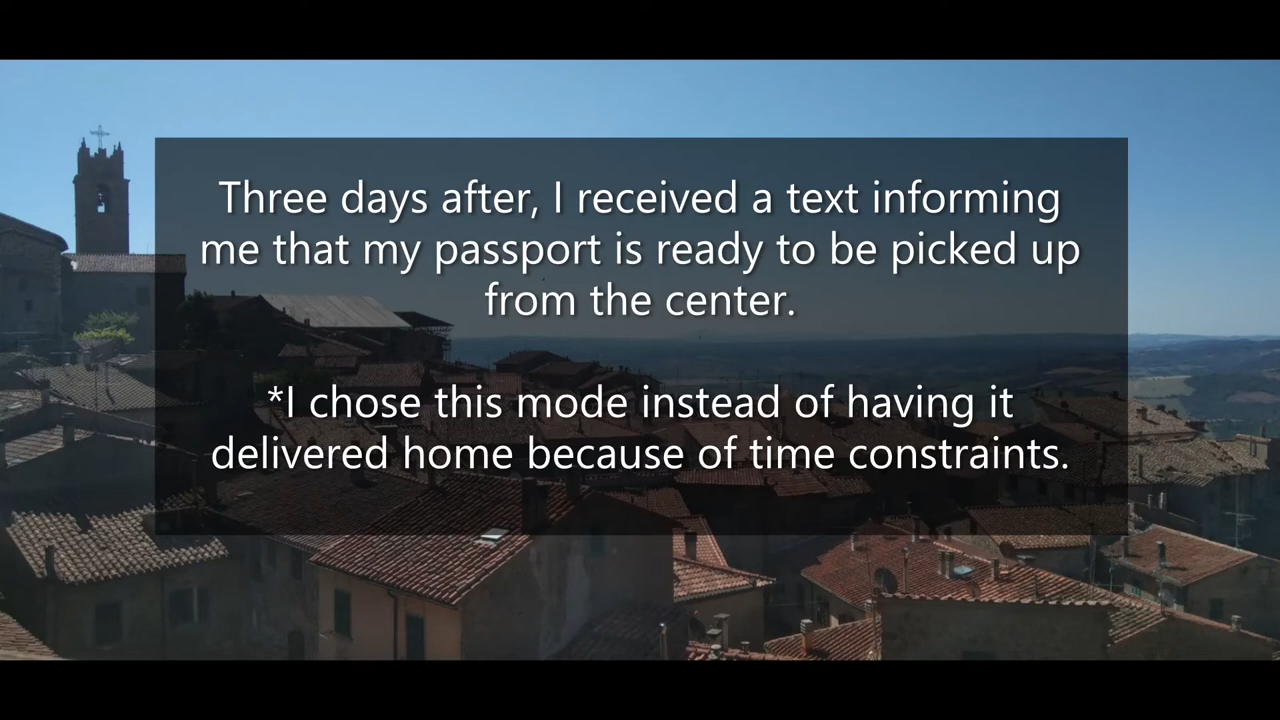 Three days after, I received a text informing
me that my passport is ready to be picked up
from the center.
*I chose this mode instead of having it
delivered home because of time constraints.